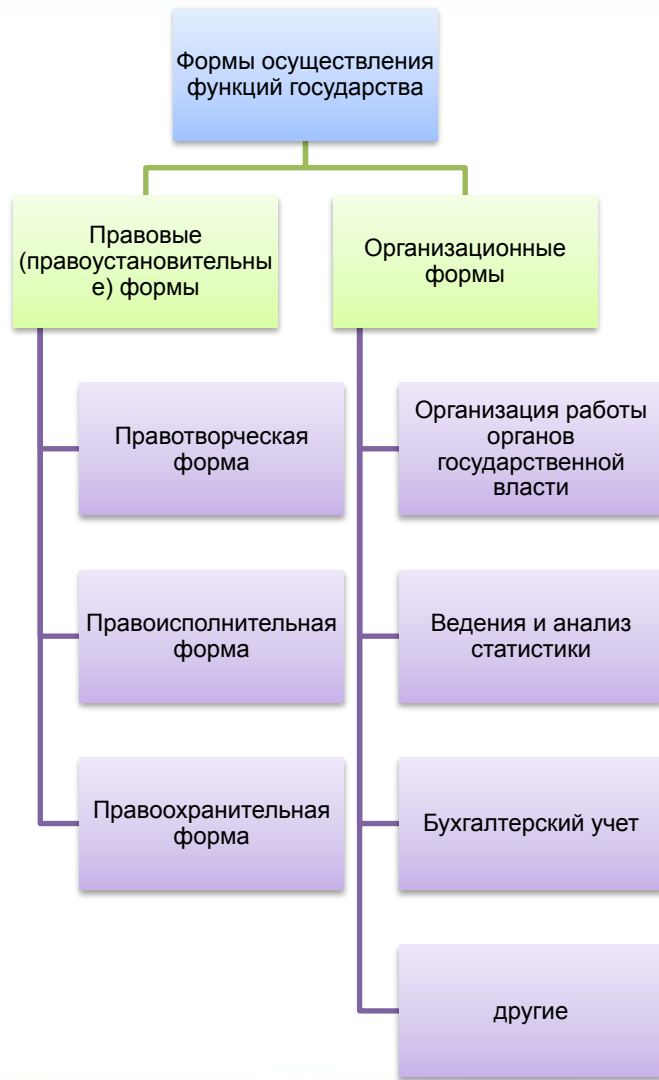 Формы осуществления
функций государства
Правовые
(правоустановительны
е) формы
Организационные
формы
Правотворческая
форма
Организация работы
органов
государственной
власти
Правоисполнительная
форма
Ведения и анализ
статистики
Правоохранительная
форма
Бухгалтерский учет
другие